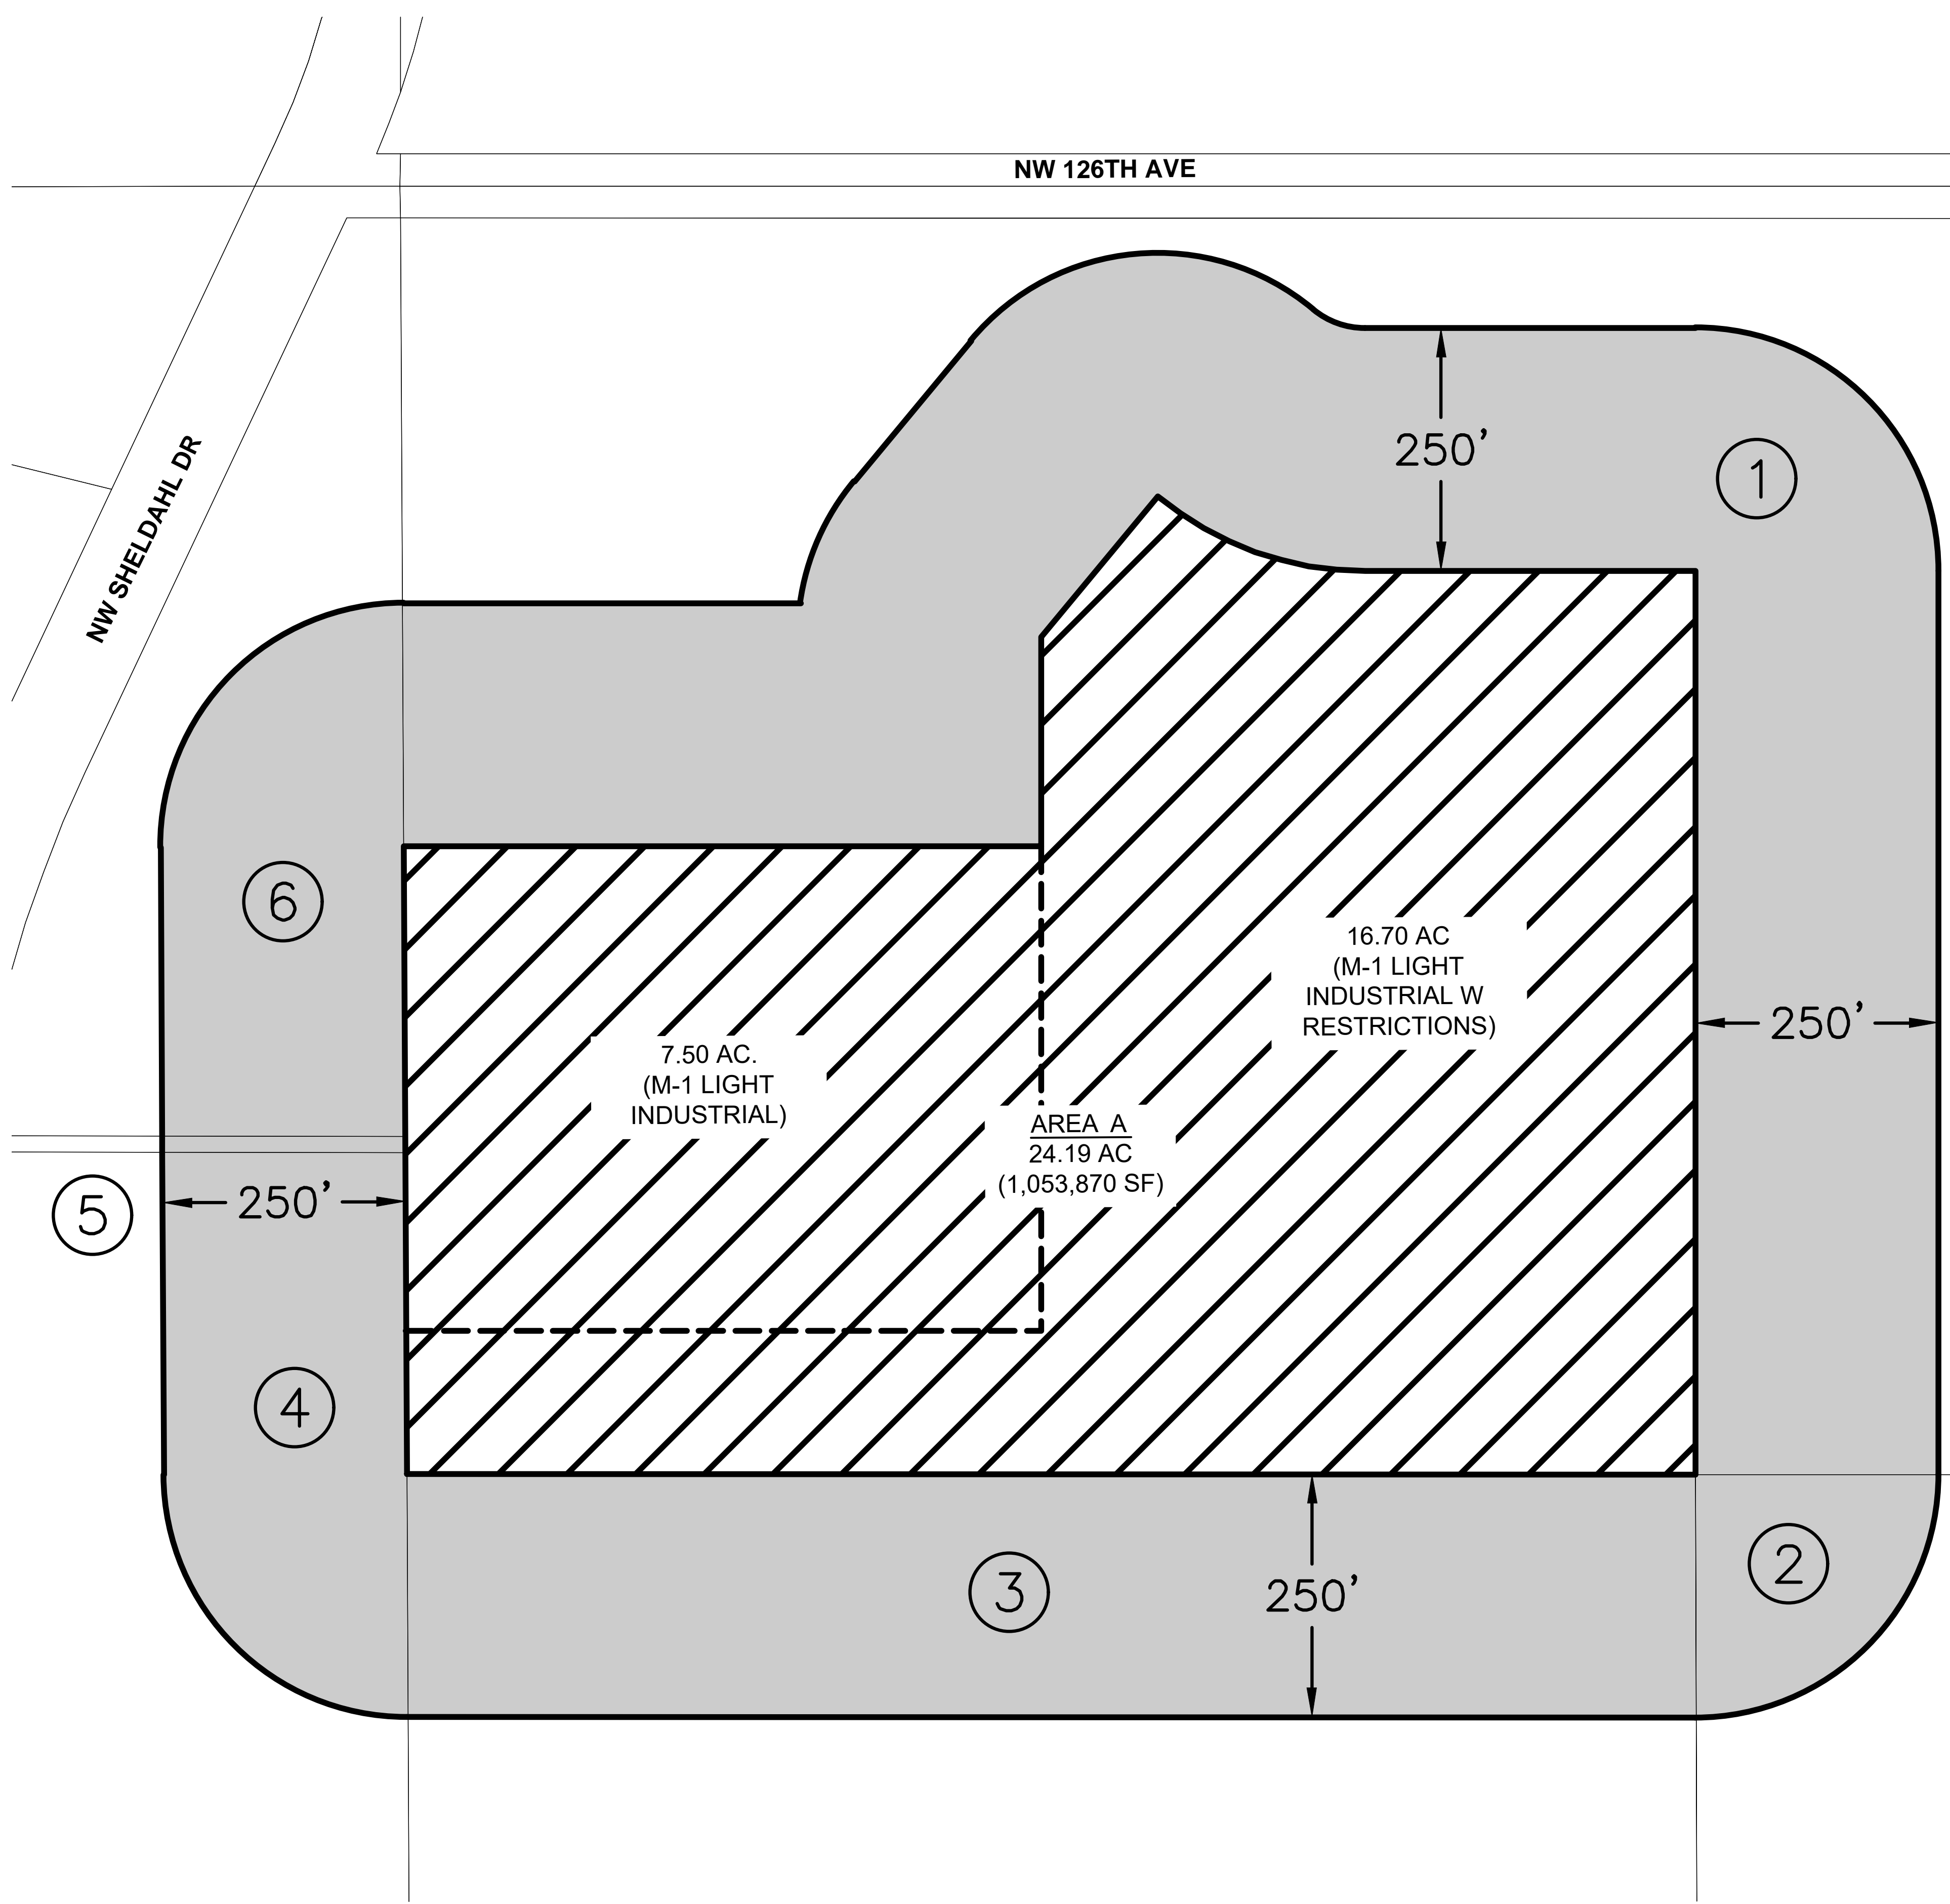 NW 126TH AVE
NW SHELDAHL DR
250'
1
6
16.70 AC
(M-1 LIGHT
INDUSTRIAL W
RESTRICTIONS)
250'
7.50 AC.
(M-1 LIGHT
INDUSTRIAL)
AREA A
24.19 AC
(1,053,870 SF)
5
250'
4
3
250'
2